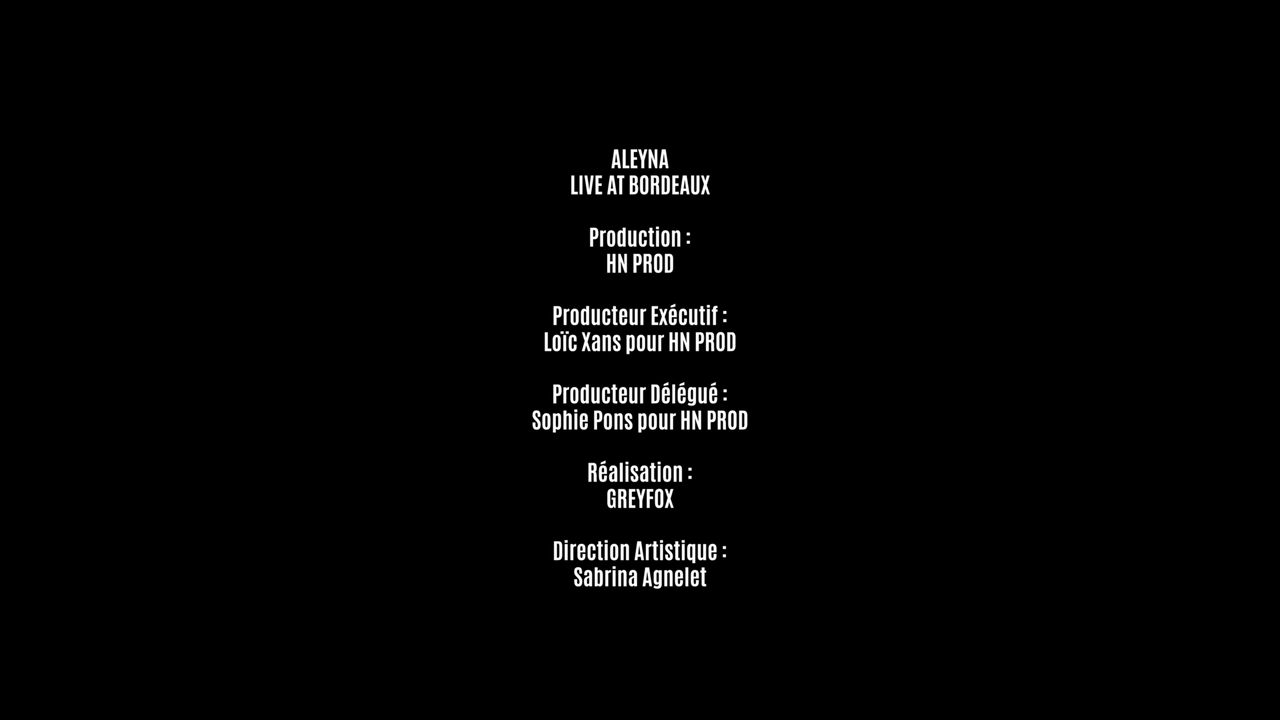 ALEYNA
LIVE AT BORDEAUX
Production :
HN PROD
Producteur Exécutif :
Loïc Xans pour HN PROD
Producteur Délégué :
Sophie Pons pour HN PROD
Réalisation :
GREYFOX
Direction Artistique :
Sabrina Agnelet